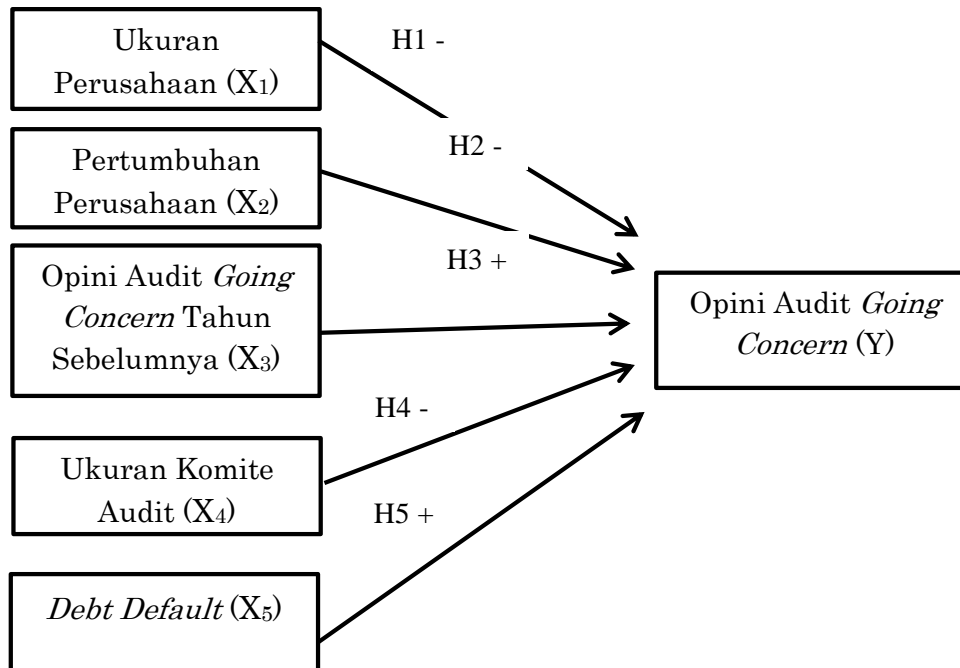 Ukuran
Perusahaan (X1)
H1 -
H2 -
Pertumbuhan
Perusahaan (X2)
H3 +
Opini Audit Going
Concern Tahun
Sebelumnya (X3)
Opini Audit Going
Concern (Y)
H4 -
Ukuran Komite
Audit (X4)
H5 +
Debt Default (X5)